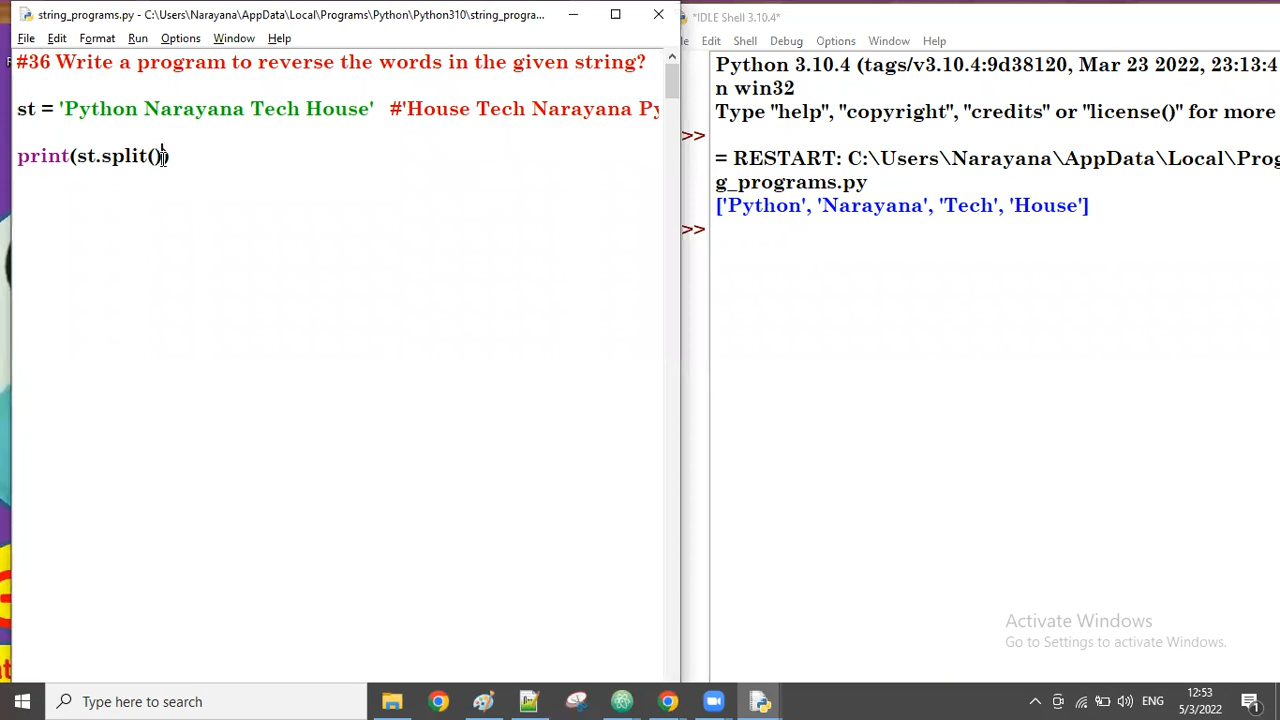 string_programs.py - C:\Users\Narayana\AppData\Local\Programs\Python\Python310\string_progra...
File Edit Format Run Options Window Help
#36 Write a program to reverse the words in the given string?
st = 'Python Narayana Tech House' #'House Tech Narayana Py
print(st.split())
*IDLE Shell 3.10.4*
Edit Shell Debug Options Window Help
Python 3.10.4 (tags/v3.10.4:9d38120, Mar 23 2022, 23:13:4
n win32
Type "help", "copyright", "credits" or "license()" for more
>>
= RESTART: C:\Users\Narayana\AppData\Local\Prog
g_programs.py
['Python', 'Narayana', 'Tech', 'House']
>>
Activate Windows
Go to Settings to activate Windows.
Type here to search
ENG
12:53
5/3/2022
1